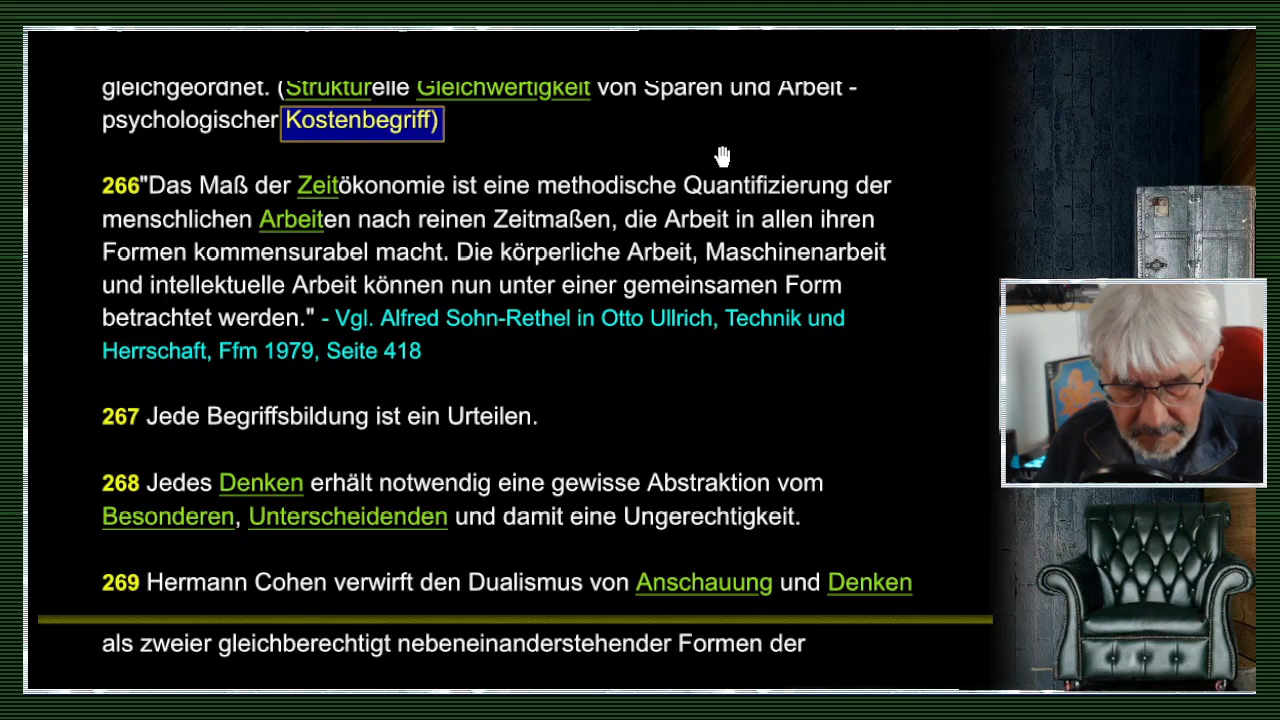 gleichgeordnet. (Strukturelle Gleichwertigkeit von Sparen und Arbeit -
psychologischer Kostenbegriff)
266"Das Maß der Zeitökonomie ist eine methodische Quantifizierung der
menschlichen Arbeiten nach reinen Zeitmaßen, die Arbeit in allen ihren
Formen kommensurabel macht. Die körperliche Arbeit, Maschinenarbeit
und intellektuelle Arbeit können nun unter einer gemeinsamen Form
betrachtet werden." - Vgl. Alfred Sohn-Rethel in Otto Ullrich, Technik und
Herrschaft, Ffm 1979, Seite 418
267 Jede Begriffsbildung ist ein Urteilen.
268 Jedes Denken erhält notwendig eine gewisse Abstraktion vom
Besonderen, Unterscheidenden und damit eine Ungerechtigkeit.
269 Hermann Cohen verwirft den Dualismus von Anschauung und Denken
als zweier gleichberechtigt nebeneinanderstehender Formen der